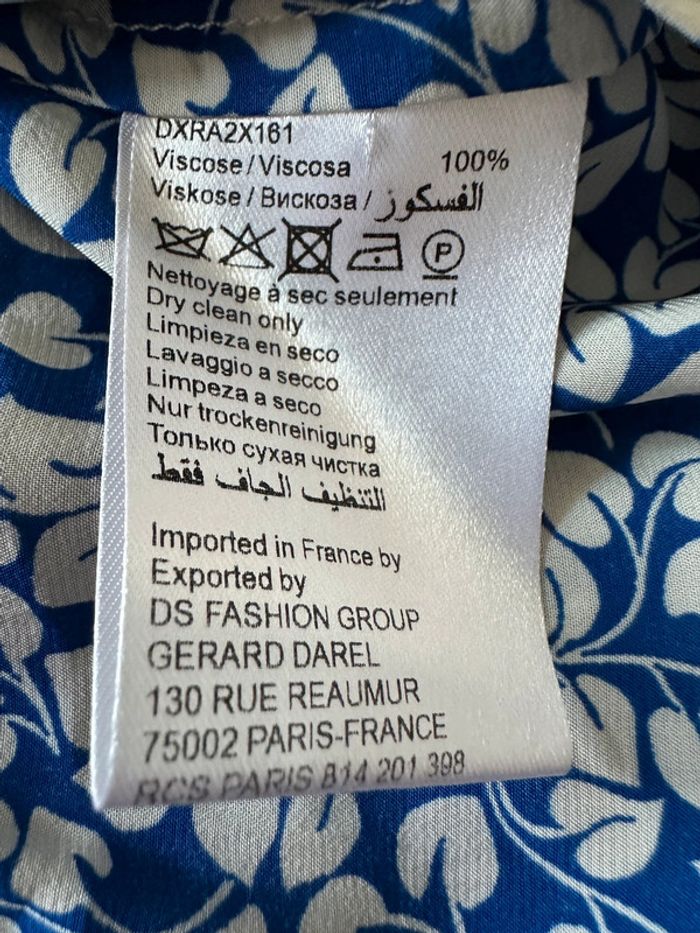 DXRA2X161
Viscose/Viscosa 100%
Viskose/Вискоза/الفسكوز
P
Nettoyage à sec seulement
Dry clean only
Limpieza en seco
Lavaggio a secco
Limpeza a seco
Nur trockenreinigung
Только сухая чистка
التنظيف الجاف فقط
Imported in France by
Exported by
DS FASHION GROUP
GERARD DAREL
130 RUE REAUMUR
75002 PARIS-FRANCE
RCS PARIS 814 201 398